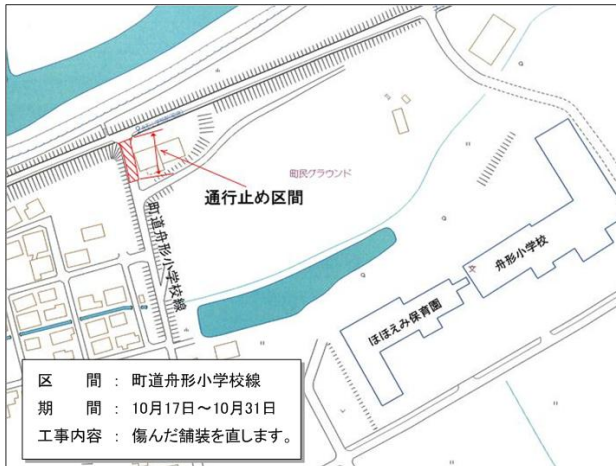 町民グラウンド
通行止め区間
町道舟形小学校線
舟形小学校
ほほえみ保育園
区　間 ： 町道舟形小学校線
期　間 ： 10月17日～10月31日
工事内容 ： 傷んだ舗装を直します。